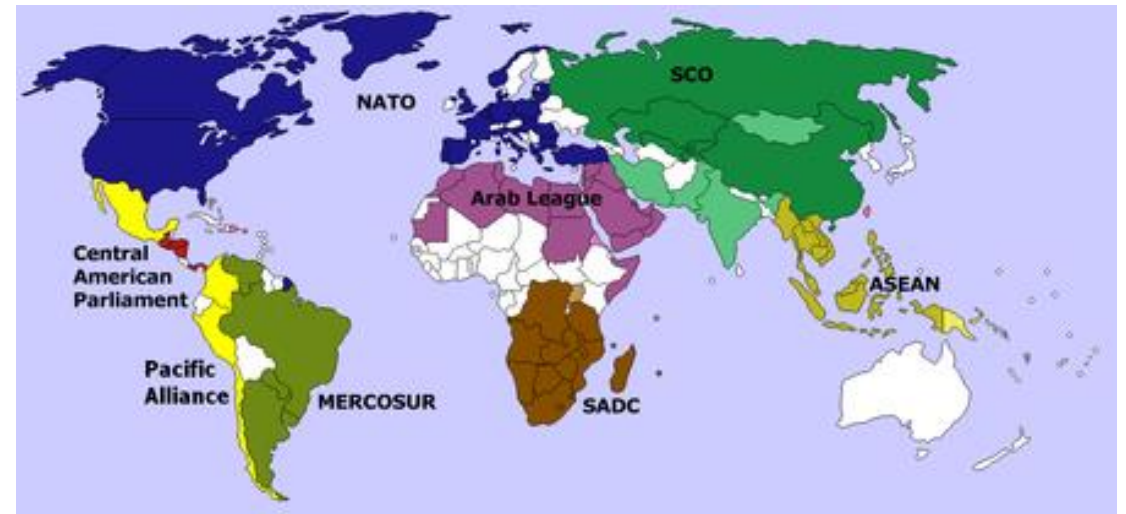 SCO
NATO
Arab League
Central
American
Parliament
ASEAN
Pacific
Alliance
MERCOSUR
SADC